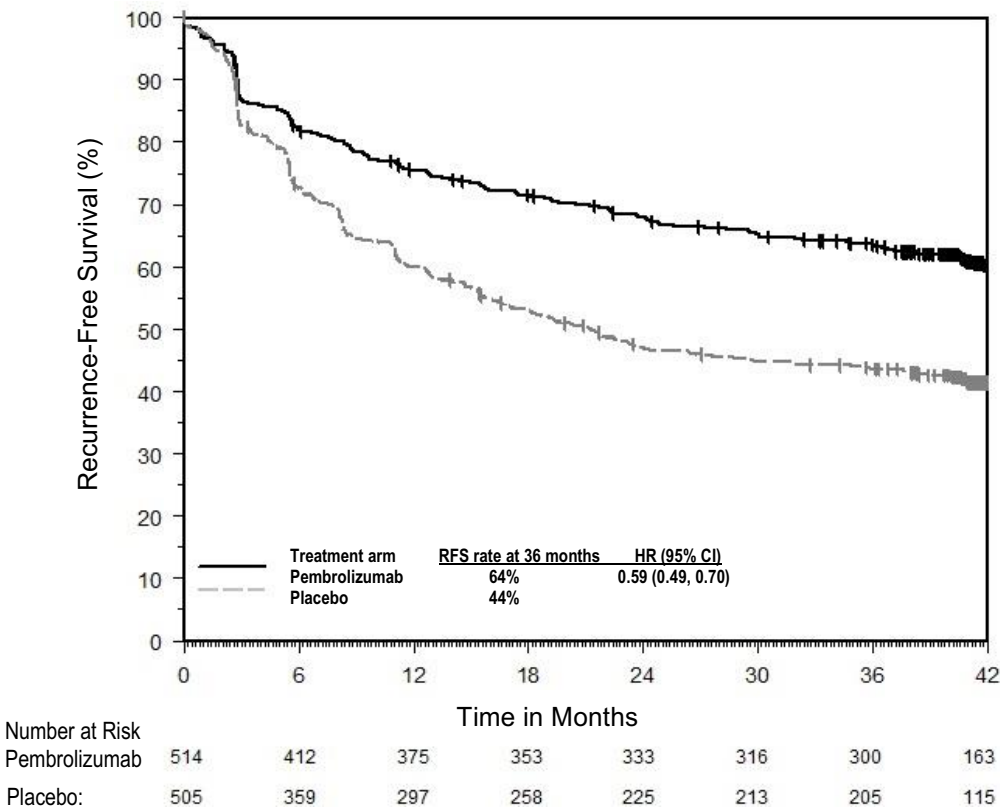 100
90
80
70
60
50
40
30
20
10
0
Recurrence-Free Survival (%)
Treatment arm RFS rate at 36 months HR (95% CI)
Pembrolizumab 64% 0.59 (0.49, 0.70)
Placebo 44%
0 6 12 18 24 30 36 42
Time in Months
Number at Risk
Pembrolizumab 514 412 375 353 333 316 300 163
Placebo: 505 359 297 258 225 213 205 115